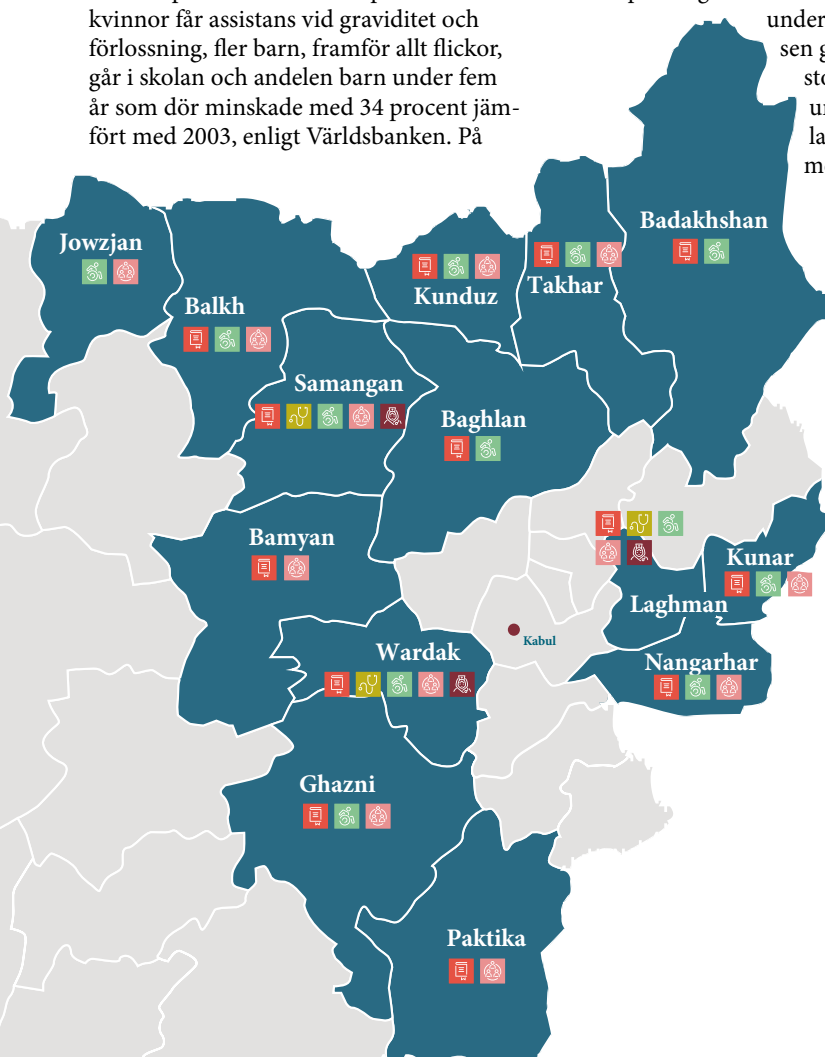 kvinnor får assistans vid graviditet och
förlossning, fler barn, framför allt flickor,
går i skolan och andelen barn under fem
år som dör minskade med 34 procent jäm-
fört med 2003, enligt Världsbanken. På
under
sen
Badakhshan
Jowzjan
Takhar
Kunduz
Balkh
Samangan
Baghlan
Bamyan
Kunar
Laghman
Kabul
Wardak
Nangarhar
Ghazni
Paktika